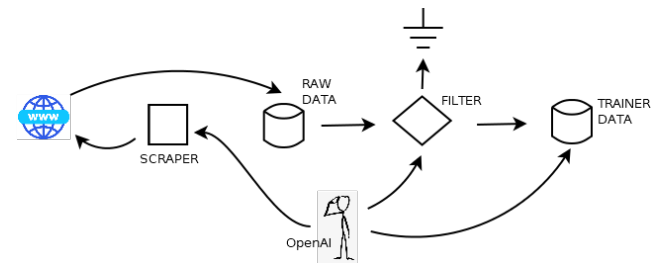 WWW
SCRAPER
RAW
DATA
FILTER
TRAINER
DATA
OpenAI